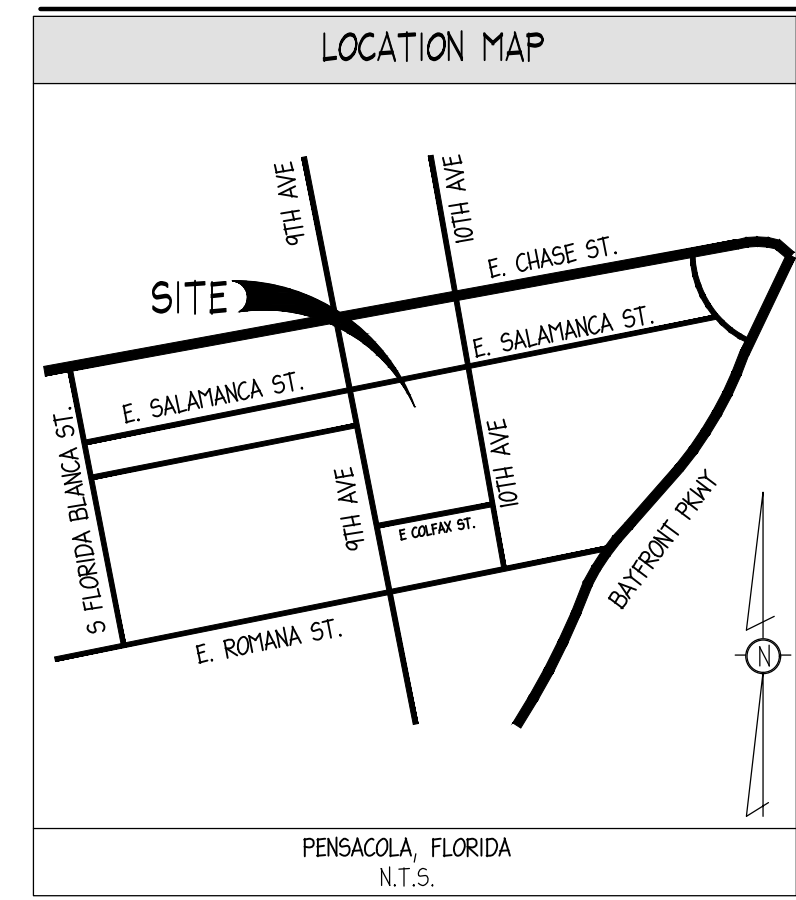 LOCATION MAP
9TH AVE
10TH AVE
E. CHASE ST.
SITE
E. SALAMANCA ST.
E. SALAMANCA ST.
S FLORIDA BLANCA ST.
9TH AVE
10TH AVE
E COLFAX ST.
BAYFRONT PKWY
E. ROMANA ST.
N
PENSACOLA, FLORIDA
N.T.S.